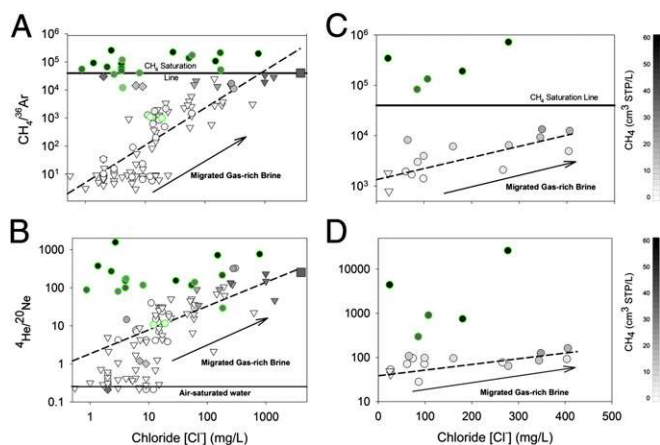 A
10⁶
10⁵
10⁴
10³
10²
10¹
CH₄/³⁶Ar
CH₄ Saturation
Line
Migrated Gas-rich Brine
C
10⁶
10⁵
10⁴
10³
CH₄ Saturation Line
Migrated Gas-rich Brine
60
50
40
30
20
10
0
CH₄ (cm³ STP/L)
B
1000
100
10
1
0.1
⁴He/²⁰Ne
Migrated Gas-rich Brine
Air-saturated water
1
10
100
1000
Chloride [Cl⁻] (mg/L)
D
10000
1000
100
10
Migrated Gas-rich Brine
0
100
200
300
400
500
Chloride [Cl⁻] (mg/L)
60
50
40
30
20
10
0
CH₄ (cm³ STP/L)